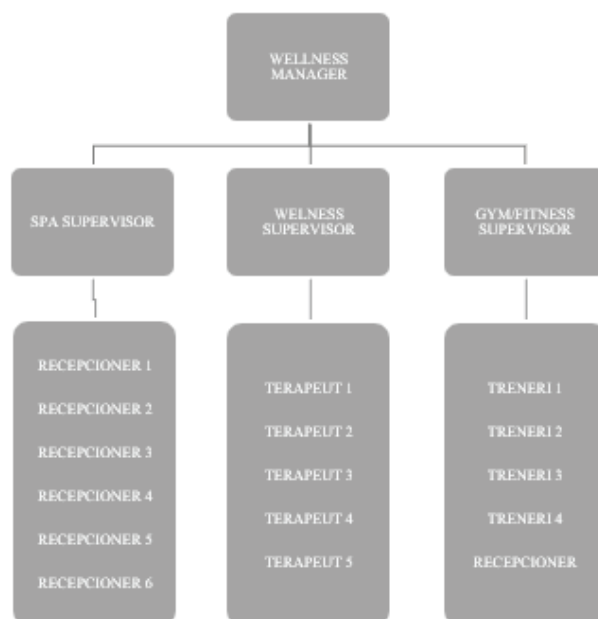 WELLNESS
MANAGER
SPA SUPERVISOR
WELNESS
SUPERVISOR
GYM/FITNESS
SUPERVISOR
RECEPCIONER 1
RECEPCIONER 2
RECEPCIONER 3
RECEPCIONER 4
RECEPCIONER 5
RECEPCIONER 6
TERAPEUT 1
TERAPEUT 2
TERAPEUT 3
TERAPEUT 4
TERAPEUT 5
TRENERI 1
TRENERI 2
TRENERI 3
TRENERI 4
RECEPCIONER